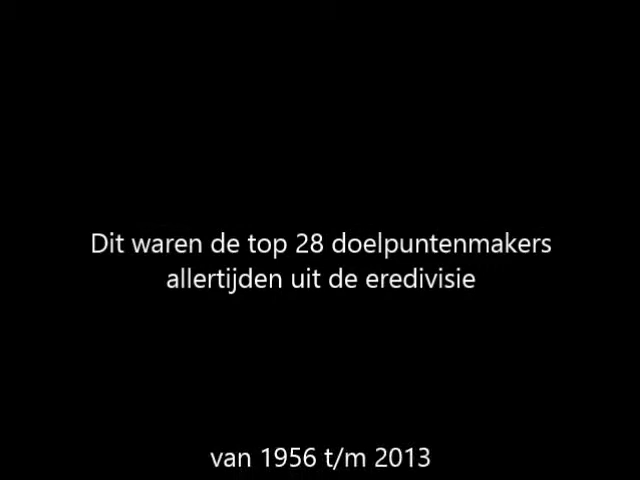 Dit waren de top 28 doelpuntenmakers
allertijden uit de eredivisie
van 1956 t/m 2013